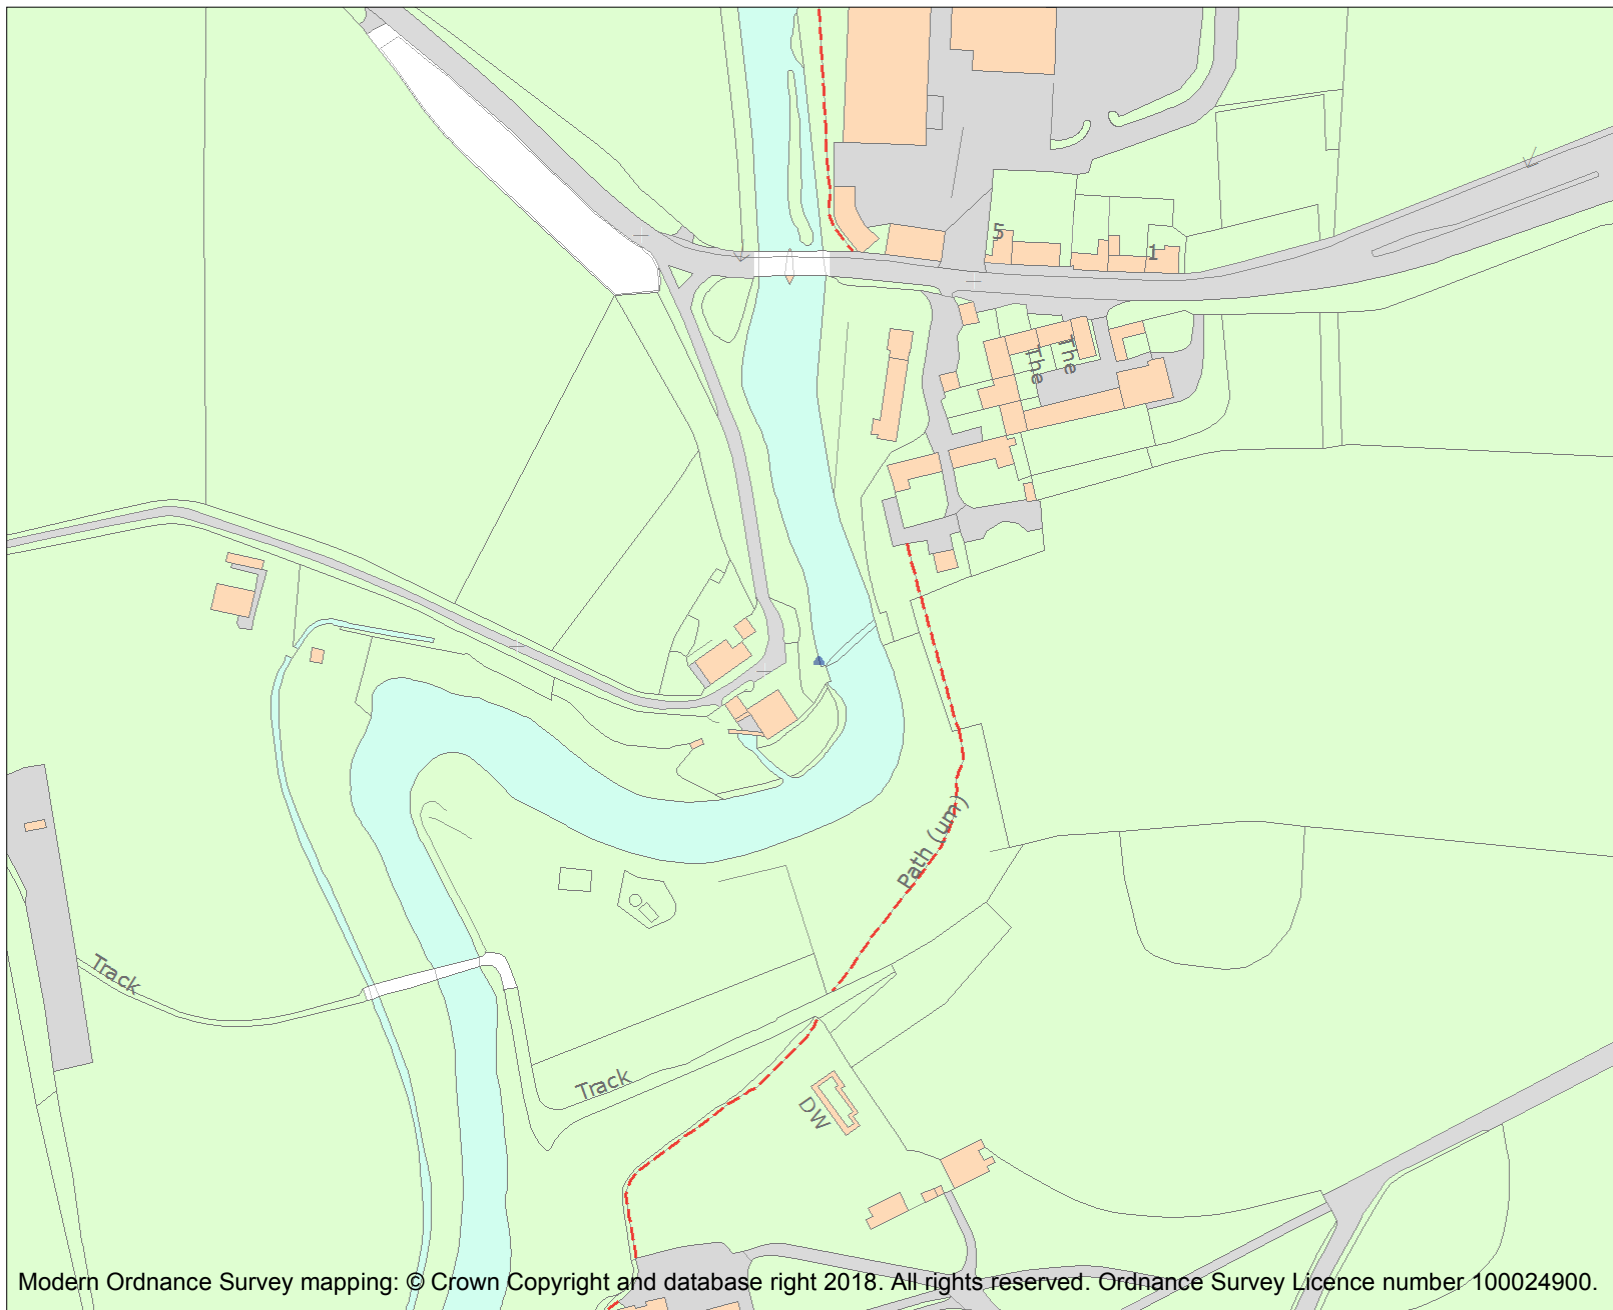 5
1
The
The
Path (um)
Track
Track
DW
Modern Ordnance Survey mapping: © Crown Copyright and database right 2018. All rights reserved. Ordnance Survey Licence number 100024900.